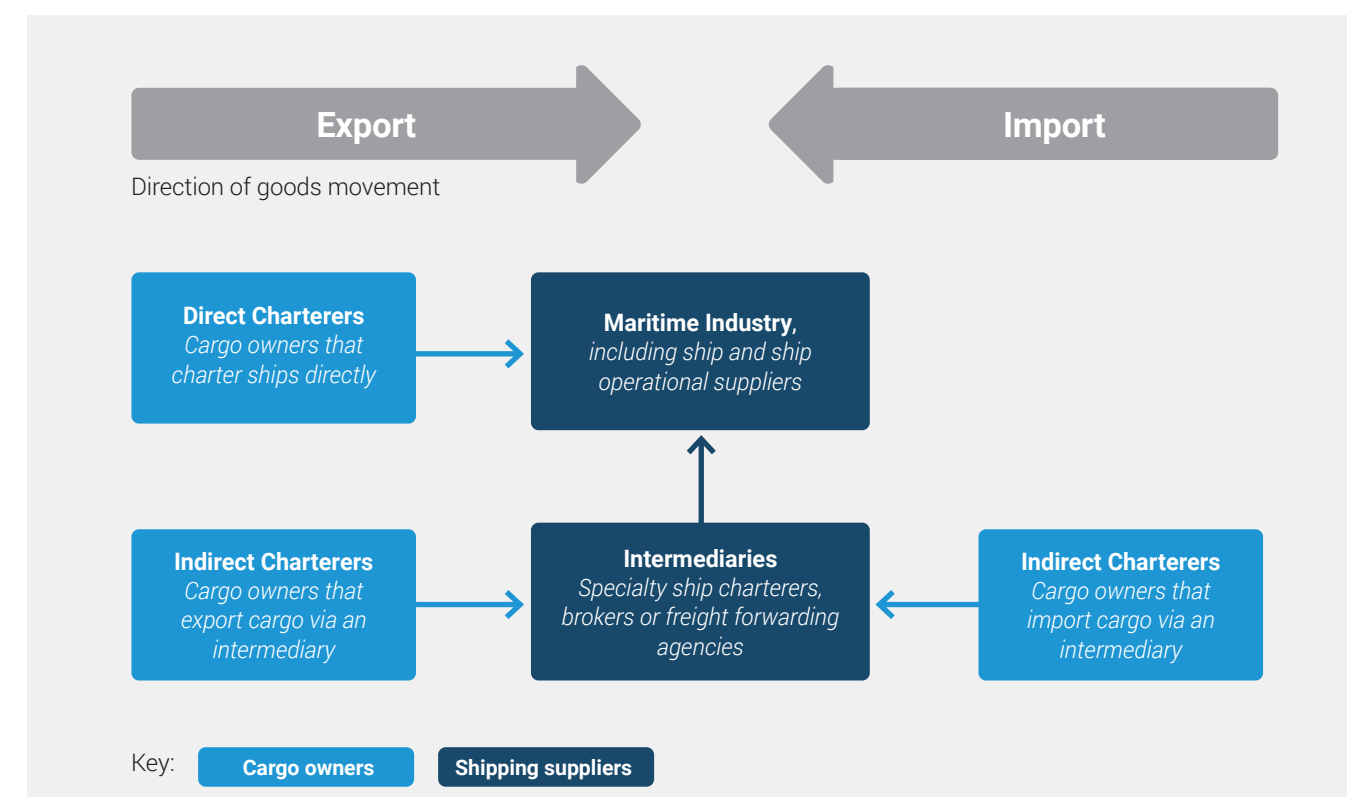 Export
Import
Direction of goods movement
Direct Charterers
Cargo owners that
charter ships directly
Maritime Industry,
including ship and ship
operational suppliers
Indirect Charterers
Cargo owners that
export cargo via an
intermediary
Intermediaries
Specialty ship charterers,
brokers or freight forwarding
agencies
Indirect Charterers
Cargo owners that
import cargo via an
intermediary
Key:
Cargo owners
Shipping suppliers